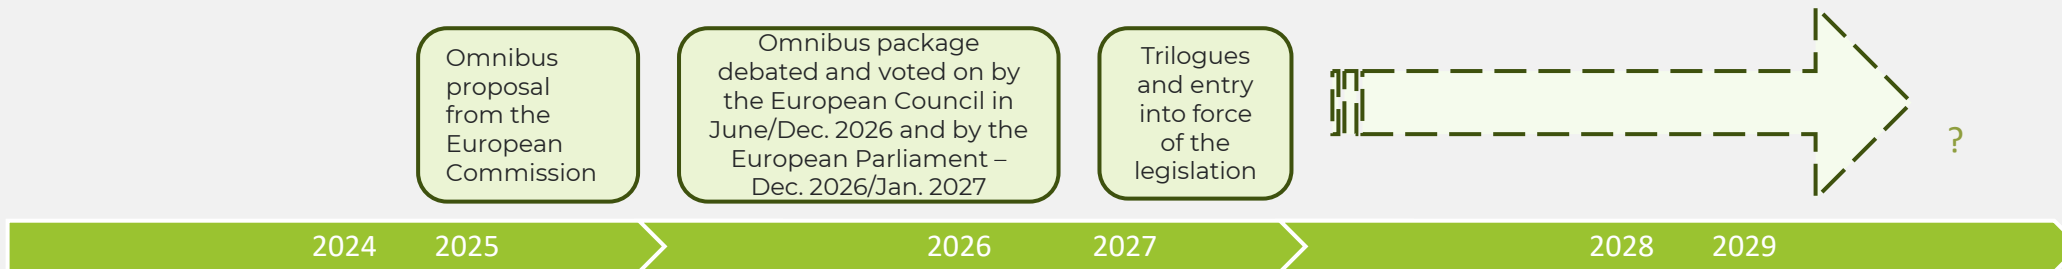 Omnibus
proposal
from the
European
Commission
Omnibus package
debated and voted on by
the European Council in
June/Dec. 2026 and by the
European Parliament –
Dec. 2026/Jan. 2027
Trilogues
and entry
into force
of the
legislation
?
2024 2025 2026 2027 2028 2029